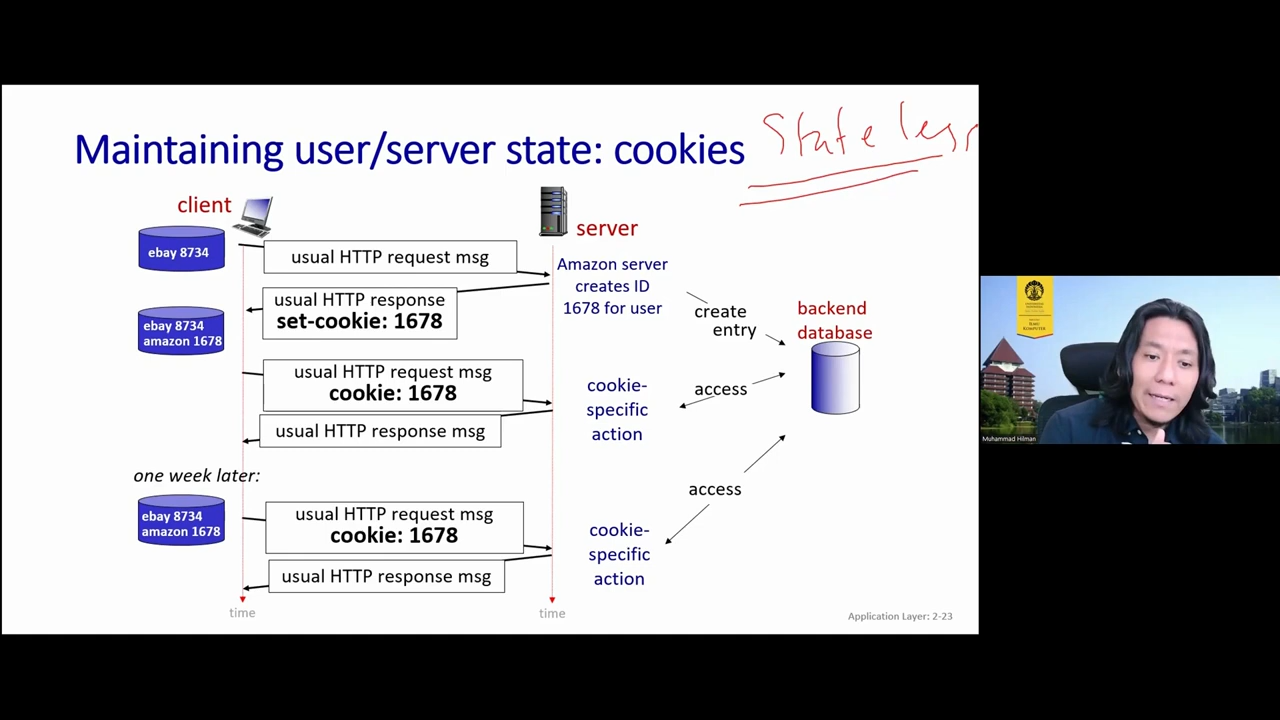 Maintaining user/server state: cookies
Stateless
client
server
ebay 8734
usual HTTP request msg
Amazon server
creates ID
1678 for user
usual HTTP response
set-cookie: 1678
create
entry
backend
database
ebay 8734
amazon 1678
usual HTTP request msg
cookie: 1678
cookie-
specific
action
access
usual HTTP response msg
one week later:
ebay 8734
amazon 1678
usual HTTP request msg
cookie: 1678
access
cookie-
specific
action
usual HTTP response msg
time
time
Application Layer: 2-23
ILMU
KOMPUTER
Muhammad Hilman